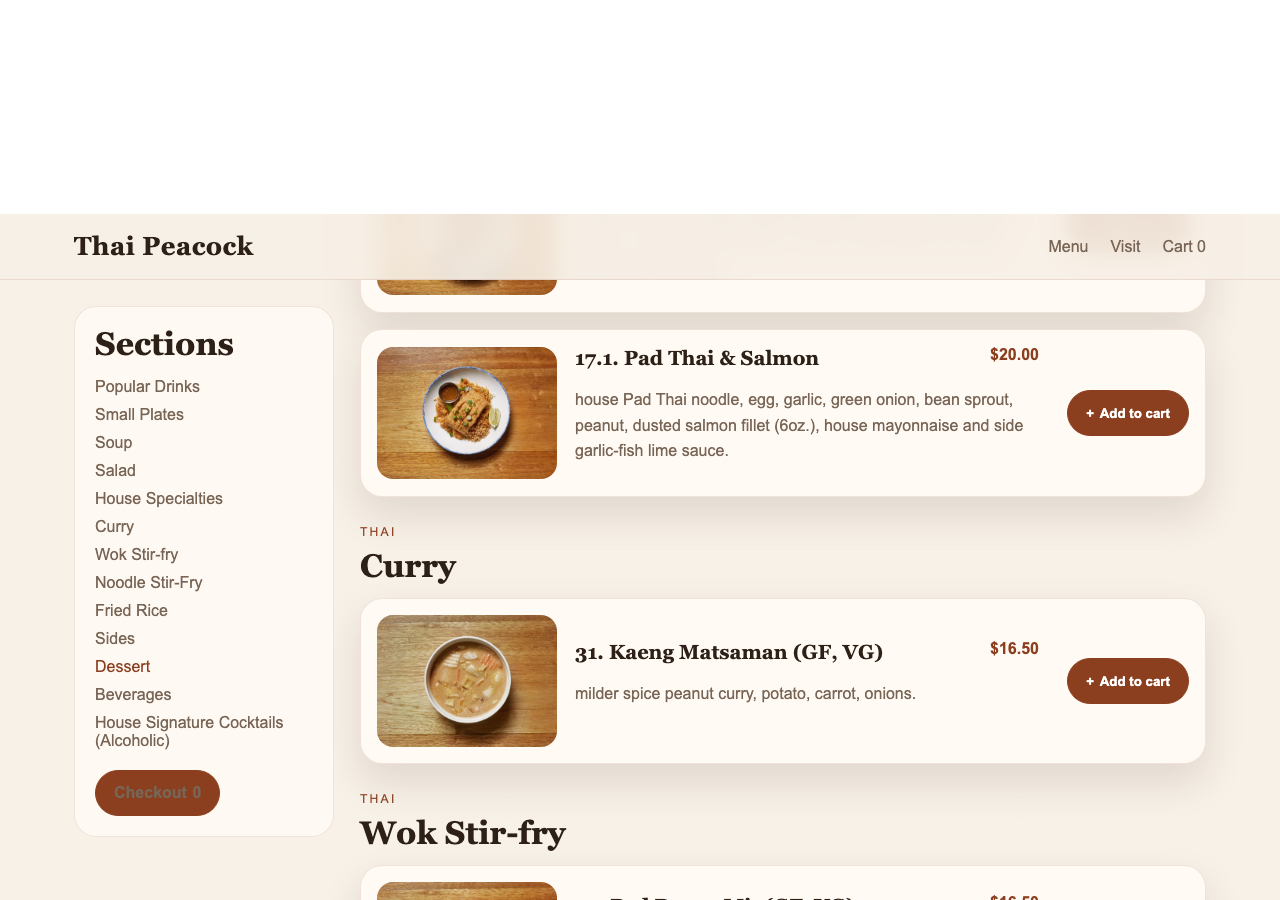 Thai Peacock
Menu
Visit
Cart 0
Sections
Popular Drinks
Small Plates
Soup
Salad
House Specialties
Curry
Wok Stir-fry
Noodle Stir-Fry
Fried Rice
Sides
Dessert
Beverages
House Signature Cocktails
(Alcoholic)
Checkout 0
17.1. Pad Thai & Salmon
$20.00
house Pad Thai noodle, egg, garlic, green onion, bean sprout,
peanut, dusted salmon fillet (6oz.), house mayonnaise and side
garlic-fish lime sauce.
+ Add to cart
THAI
Curry
31. Kaeng Matsaman (GF, VG)
$16.50
milder spice peanut curry, potato, carrot, onions.
+ Add to cart
THAI
Wok Stir-fry
$16.50